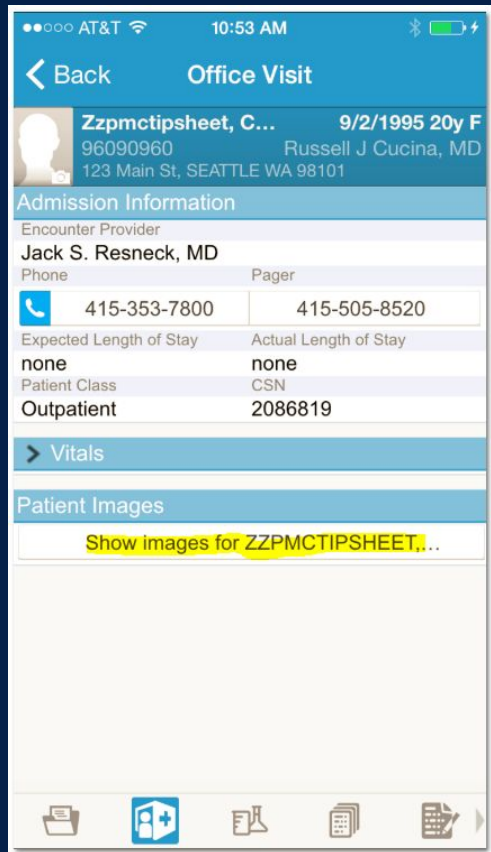 AT&T 10:53 AM
Back Office Visit
Zzpmctipsheet, C... 9/2/1995 20y F
96090960 Russell J Cucina, MD
123 Main St, SEATTLE WA 98101
Admission Information
Encounter Provider
Jack S. Resneck, MD
Phone Pager
415-353-7800 415-505-8520
Expected Length of Stay Actual Length of Stay
none none
Patient Class CSN
Outpatient 2086819
Vitals
Patient Images
Show images for ZZPMCTIPSHEET,...